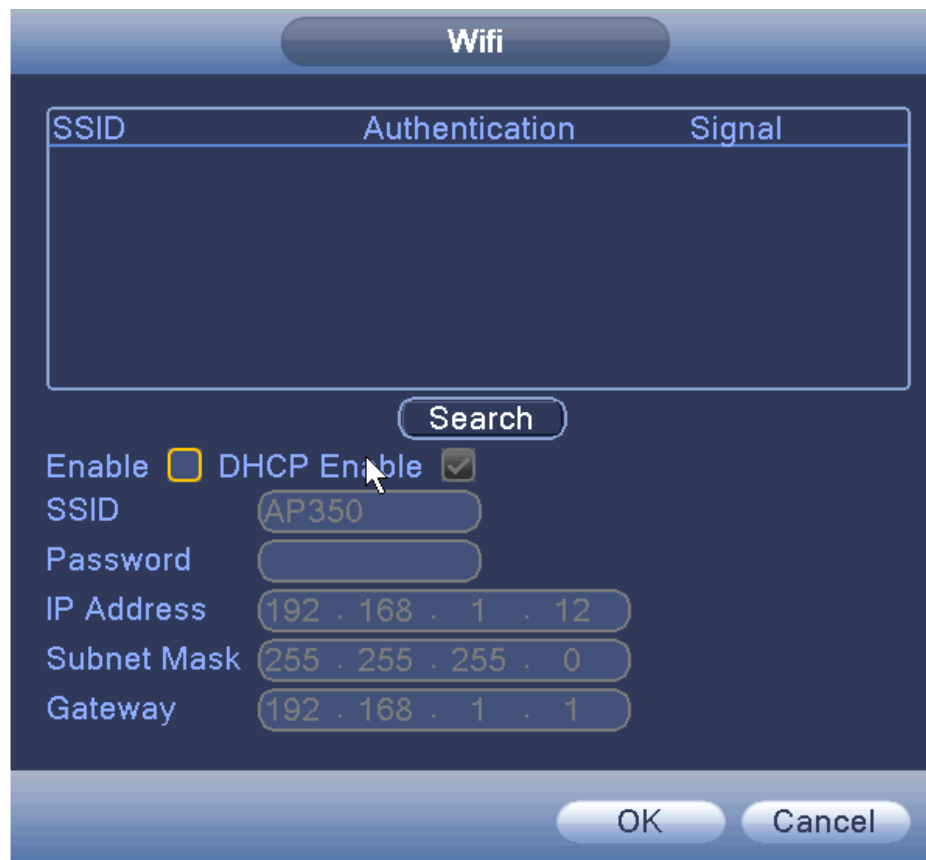 Wifi
SSID Authentication Signal
Search
Enable DHCP Enable
SSID AP350
Password
IP Address 192 . 168 . 1 . 12
Subnet Mask 255 . 255 . 255 . 0
Gateway 192 . 168 . 1 . 1
OK Cancel